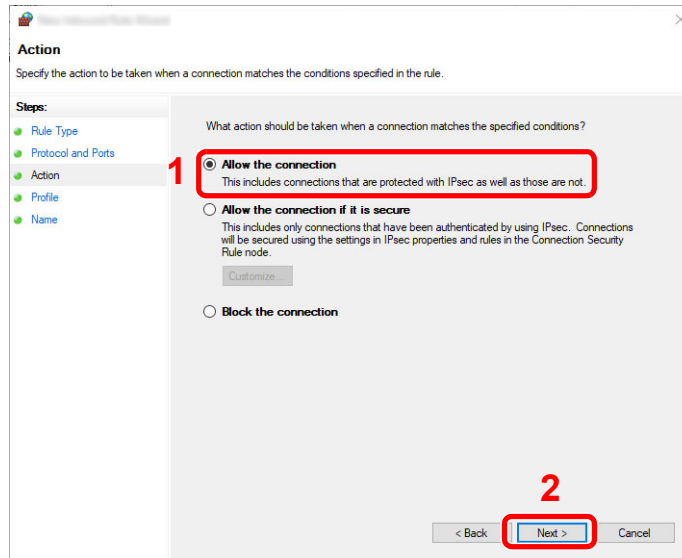 Action
Specify the action to be taken when a connection matches the conditions specified in the rule.
Steps:
Rule Type
Protocol and Ports
Action
Profile
Name
What action should be taken when a connection matches the specified conditions?
1
Allow the connection
This includes connections that are protected with IPsec as well as those are not.
Allow the connection if it is secure
This includes only connections that have been authenticated by using IPsec. Connections
will be secured using the settings in IPsec properties and rules in the Connection Security
Rule node.
Customize...
Block the connection
2
< Back
Next >
Cancel